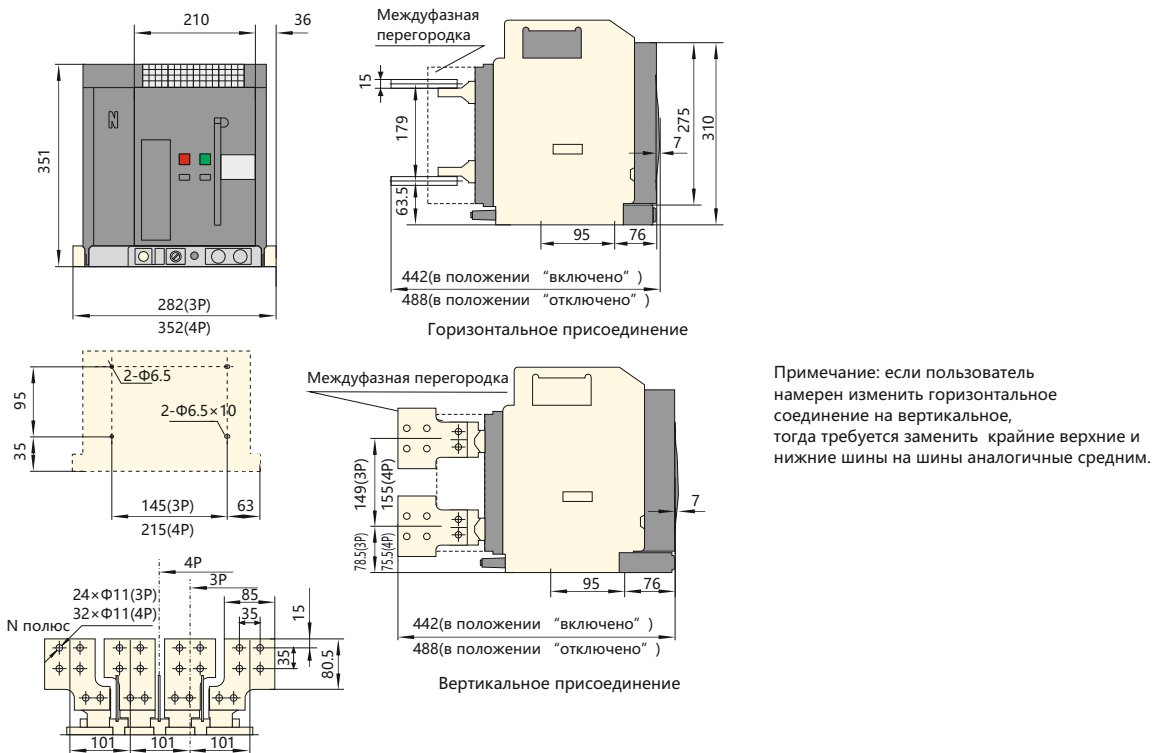 210
36
351
282(3P)
352(4P)
Междуфазная
перегородка
15
179
63.5
275
310
7
95
76
442(в положении “включено”)
488(в положении “отключено”)
Горизонтальное присоединение
2-Ф6.5
2-Ф6.5×10
95
35
145(3P)
63
215(4P)
Междуфазная перегородка
149(3P)
155(4P)
78.5(3P)
75.5(4P)
7
95
76
442(в положении “включено”)
488(в положении “отключено”)
Вертикальное присоединение
Примечание: если пользователь
намерен изменить горизонтальное
соединение на вертикальное,
тогда требуется заменить крайние верхние и
нижние шины на шины аналогичные средним.
4P
3P
24×Ф11(3P)
32×Ф11(4P)
N полюс
85
35
15
35
80.5
101
101
101